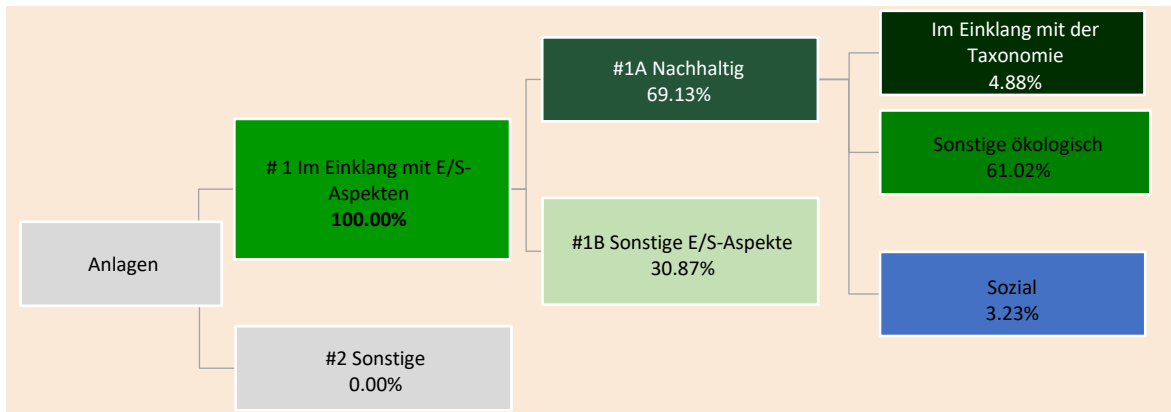 Anlagen
# 1 Im Einklang mit E/S-
Aspekten
100.00%
#2 Sonstige
0.00%
#1A Nachhaltig
69.13%
#1B Sonstige E/S-Aspekte
30.87%
Im Einklang mit der
Taxonomie
4.88%
Sonstige ökologisch
61.02%
Sozial
3.23%